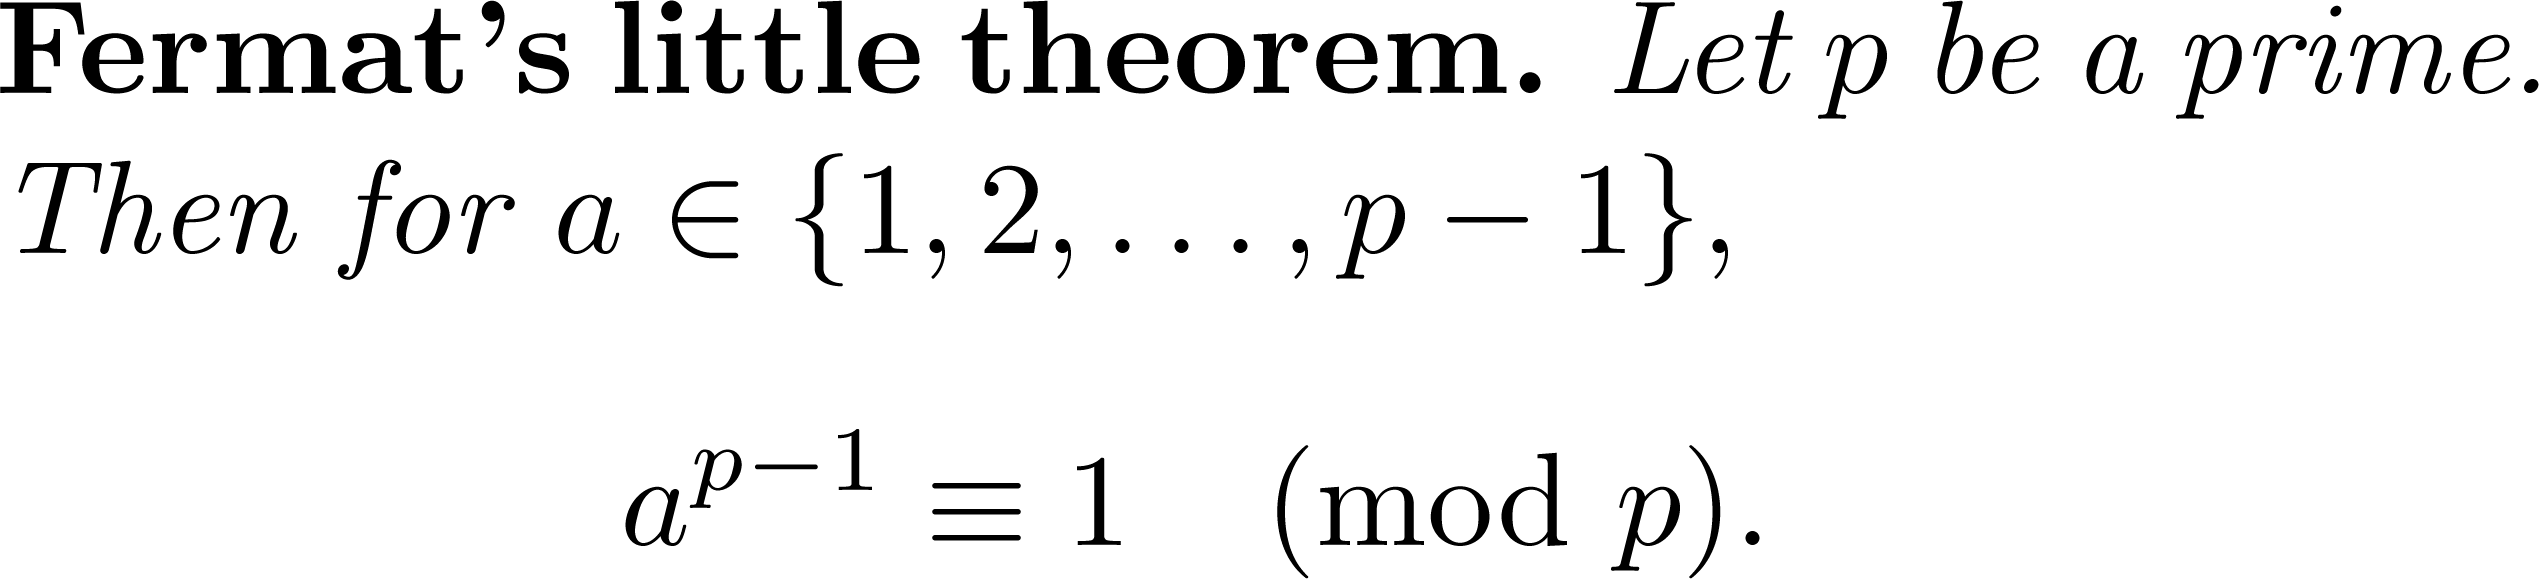 Fermat’s little theorem. Let p be a prime.
Then for a ∈ {1, 2, . . . , p − 1},
a^{p−1} ≡ 1 (mod p).